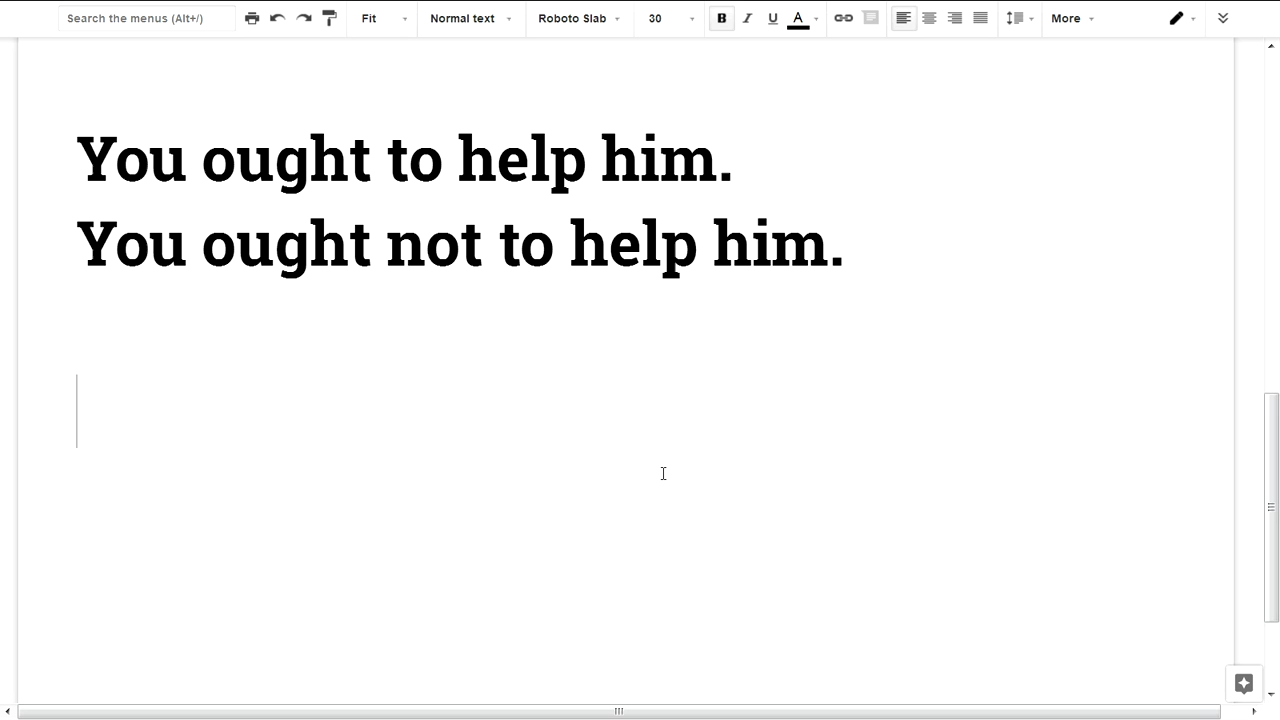 Search the menus (Alt+/) Fit Normal text Roboto Slab 30 B I U A More
You ought to help him.
You ought not to help him.